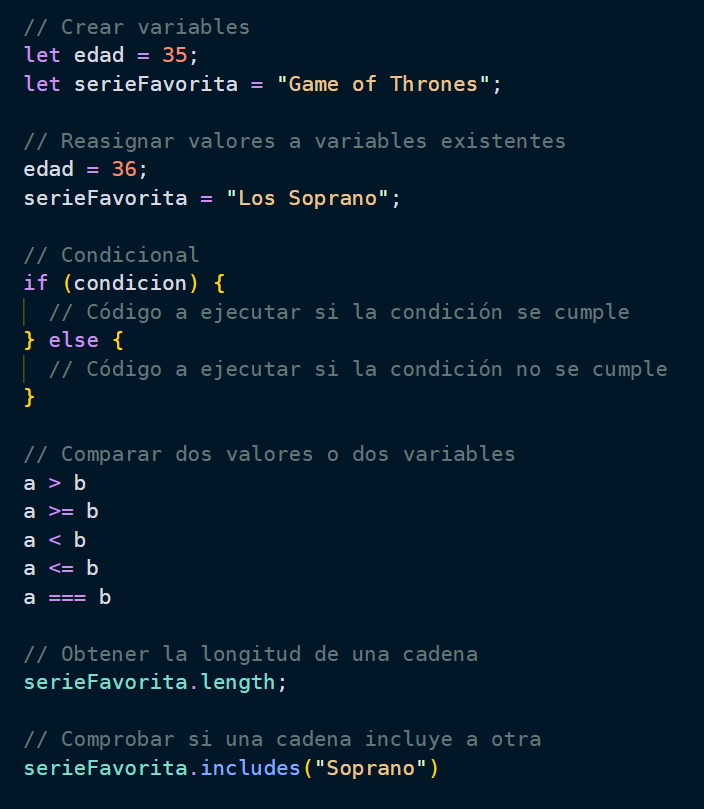 // Crear variables
let edad = 35;
let serieFavorita = "Game of Thrones";
// Reasignar valores a variables existentes
edad = 36;
serieFavorita = "Los Soprano";
// Condicional
if (condicion) {
// Código a ejecutar si la condición se cumple
} else {
// Código a ejecutar si la condición no se cumple
}
// Comparar dos valores o dos variables
a > b
a >= b
a < b
a <= b
a === b
// Obtener la longitud de una cadena
serieFavorita.length;
// Comprobar si una cadena incluye a otra
serieFavorita.includes("Soprano")